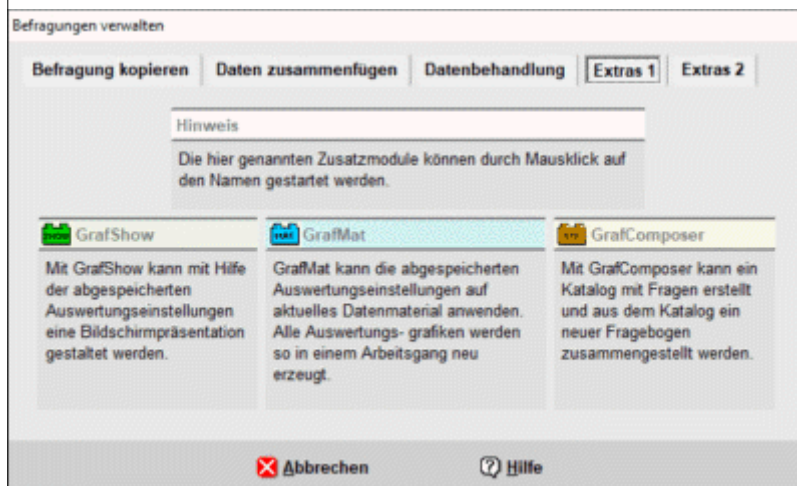 Befragungen verwalten
Befragung kopieren Daten zusammenfügen Datenbehandlung Extras 1 Extras 2
Hinweis
Die hier genannten Zusatzmodule können durch Mausklick auf
den Namen gestartet werden.
GrafShow
Mit GrafShow kann mit Hilfe
der abgespeicherten
Auswertungseinstellungen
eine Bildschirmpräsentation
gestaltet werden.
GrafMat
GrafMat kann die abgespeicherten
Auswertungseinstellungen auf
aktuelles Datenmaterial anwenden.
Alle Auswertungs- grafiken werden
so in einem Arbeitsgang neu
erzeugt.
GrafComposer
Mit GrafComposer kann ein
Katalog mit Fragen erstellt
und aus dem Katalog ein
neuer Fragebogen
zusammengestellt werden.
Abbrechen Hilfe